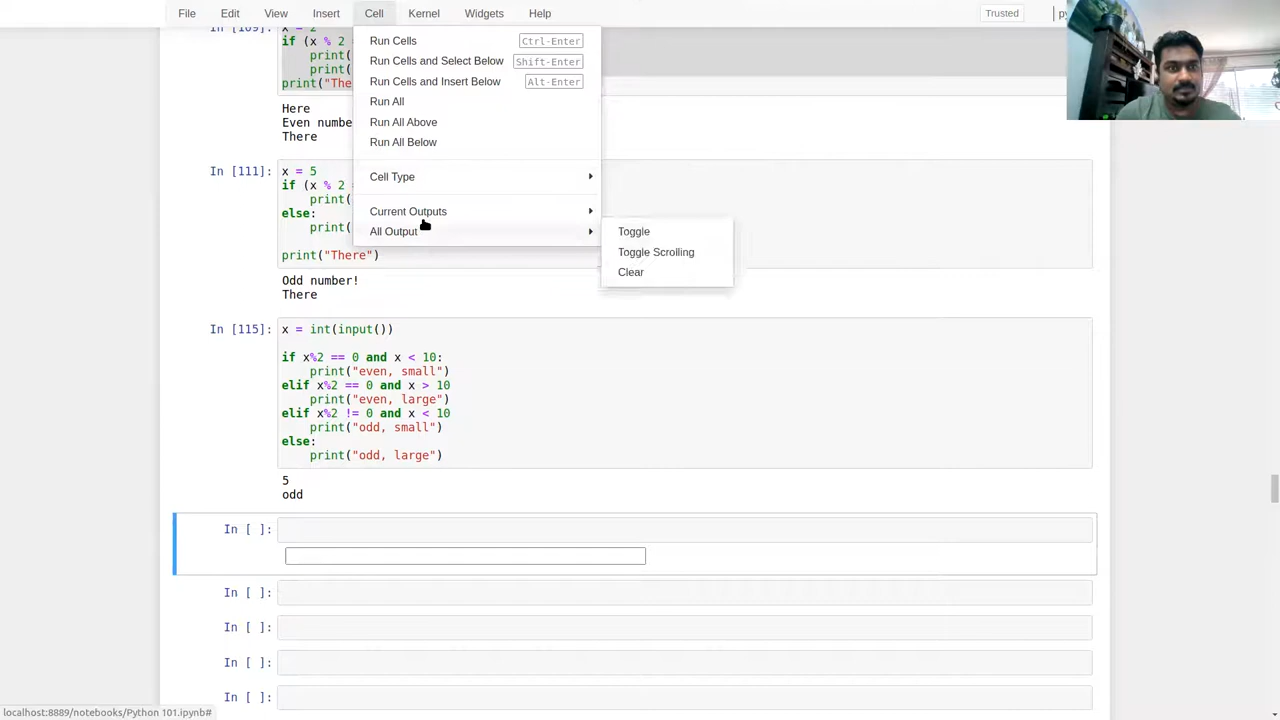 File Edit View Insert Cell Kernel Widgets Help Trusted py
In [109]: x = 2
if (x % 2
print(
print(
print("The
Here
Even numbe
There
Run Cells Ctrl-Enter
Run Cells and Select Below Shift-Enter
Run Cells and Insert Below Alt-Enter
Run All
Run All Above
Run All Below
Cell Type
Current Outputs
All Output
Toggle
Toggle Scrolling
Clear
In [111]: x = 5
if (x % 2
print(
else:
print(
print("There")
Odd number!
There
In [115]: x = int(input())
if x%2 == 0 and x < 10:
print("even, small")
elif x%2 == 0 and x > 10
print("even, large")
elif x%2 != 0 and x < 10
print("odd, small")
else:
print("odd, large")
5
odd
In [ ]:
In [ ]:
In [ ]:
In [ ]:
In [ ]:
localhost:8889/notebooks/Python 101.ipynb#